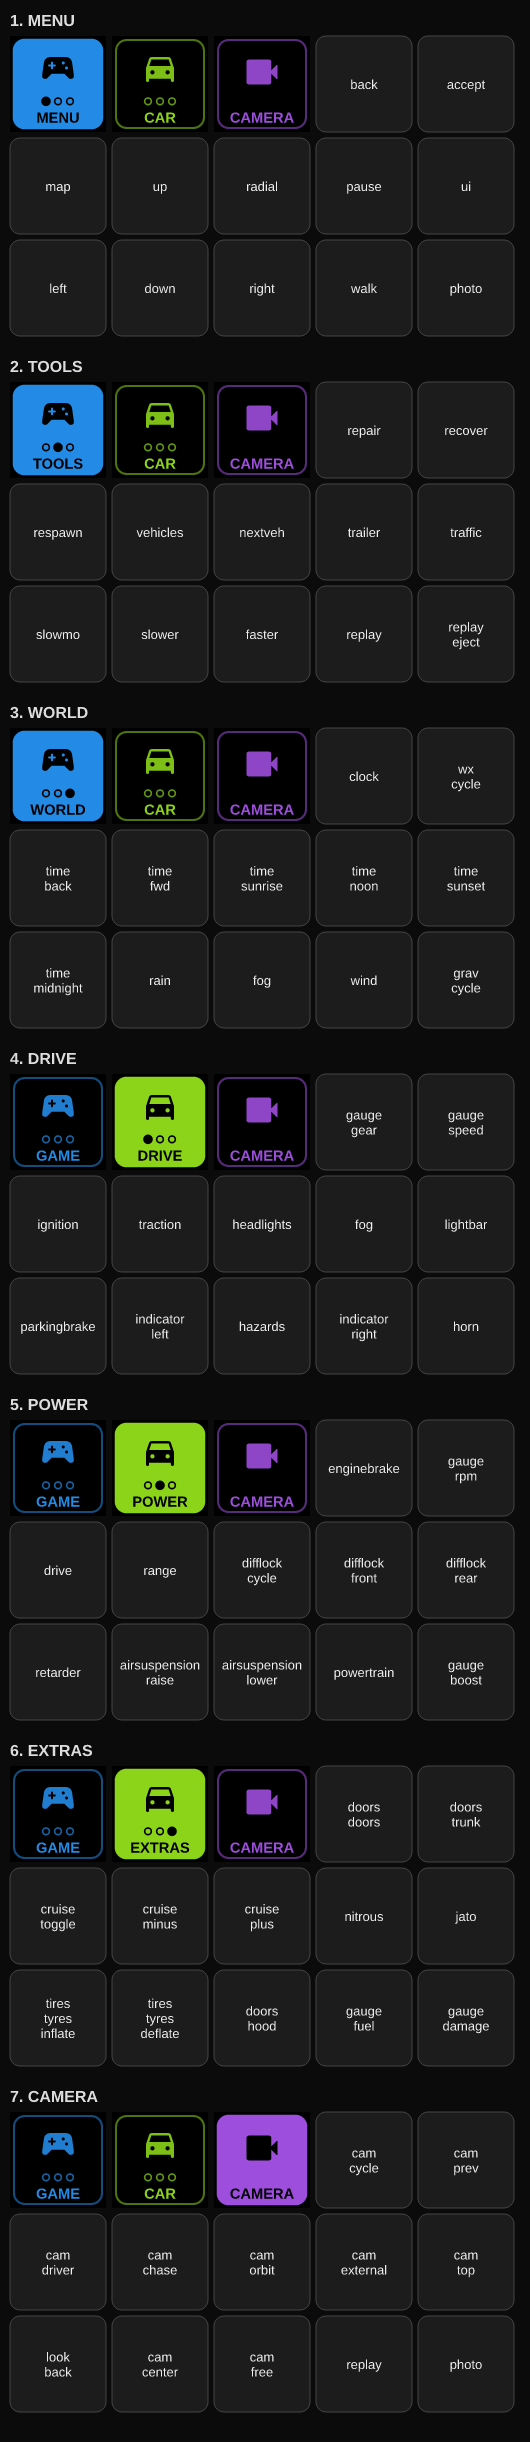 1. MENU
MENU
CAR
CAMERA
back
accept
map
up
radial
pause
ui
left
down
right
walk
photo
2. TOOLS
TOOLS
CAR
CAMERA
repair
recover
respawn
vehicles
nextveh
trailer
traffic
slowmo
slower
faster
replay
replay
eject
3. WORLD
WORLD
CAR
CAMERA
clock
wx
cycle
time
back
time
fwd
time
sunrise
time
noon
time
sunset
time
midnight
rain
fog
wind
grav
cycle
4. DRIVE
GAME
DRIVE
CAMERA
gauge
gear
gauge
speed
ignition
traction
headlights
fog
lightbar
parkingbrake
indicator
left
hazards
indicator
right
horn
5. POWER
GAME
POWER
CAMERA
enginebrake
gauge
rpm
drive
range
difflock
cycle
difflock
front
difflock
rear
retarder
airsuspension
raise
airsuspension
lower
powertrain
gauge
boost
6. EXTRAS
GAME
EXTRAS
CAMERA
doors
doors
doors
trunk
cruise
toggle
cruise
minus
cruise
plus
nitrous
jato
tires
tyres
inflate
tires
tyres
deflate
doors
hood
gauge
fuel
gauge
damage
7. CAMERA
GAME
CAR
CAMERA
cam
cycle
cam
prev
cam
driver
cam
chase
cam
orbit
cam
external
cam
top
look
back
cam
center
cam
free
replay
photo